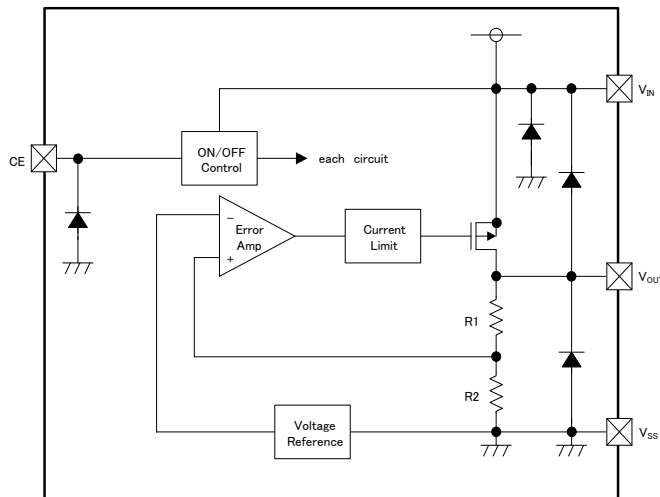 V_IN
CE
ON/OFF
Control
each circuit
−
Error
Amp
+
Current
Limit
V_OUT
R1
R2
Voltage
Reference
V_SS